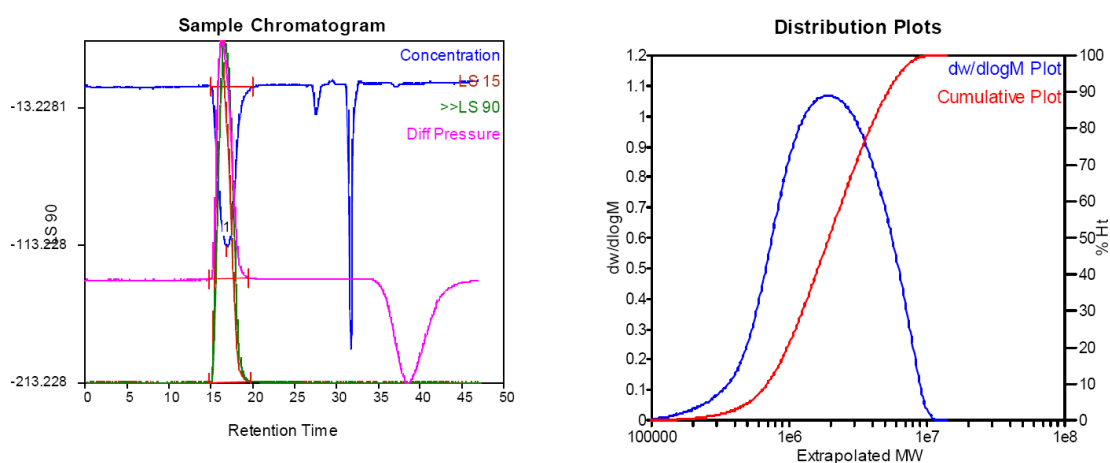 Sample Chromatogram
Concentration
LS 15
>>LS 90
Diff Pressure
-13.2281
-113.228
-213.228
LS 90
1
0 5 10 15 20 25 30 35 40 45 50
Retention Time
Distribution Plots
dw/dlogM Plot
Cumulative Plot
1.2
1.1
1
0.9
0.8
0.7
0.6
0.5
0.4
0.3
0.2
0.1
0
dw/dlogM
100
90
80
70
60
50
40
30
20
10
0
% Ht
100000 1e6 1e7 1e8
Extrapolated MW